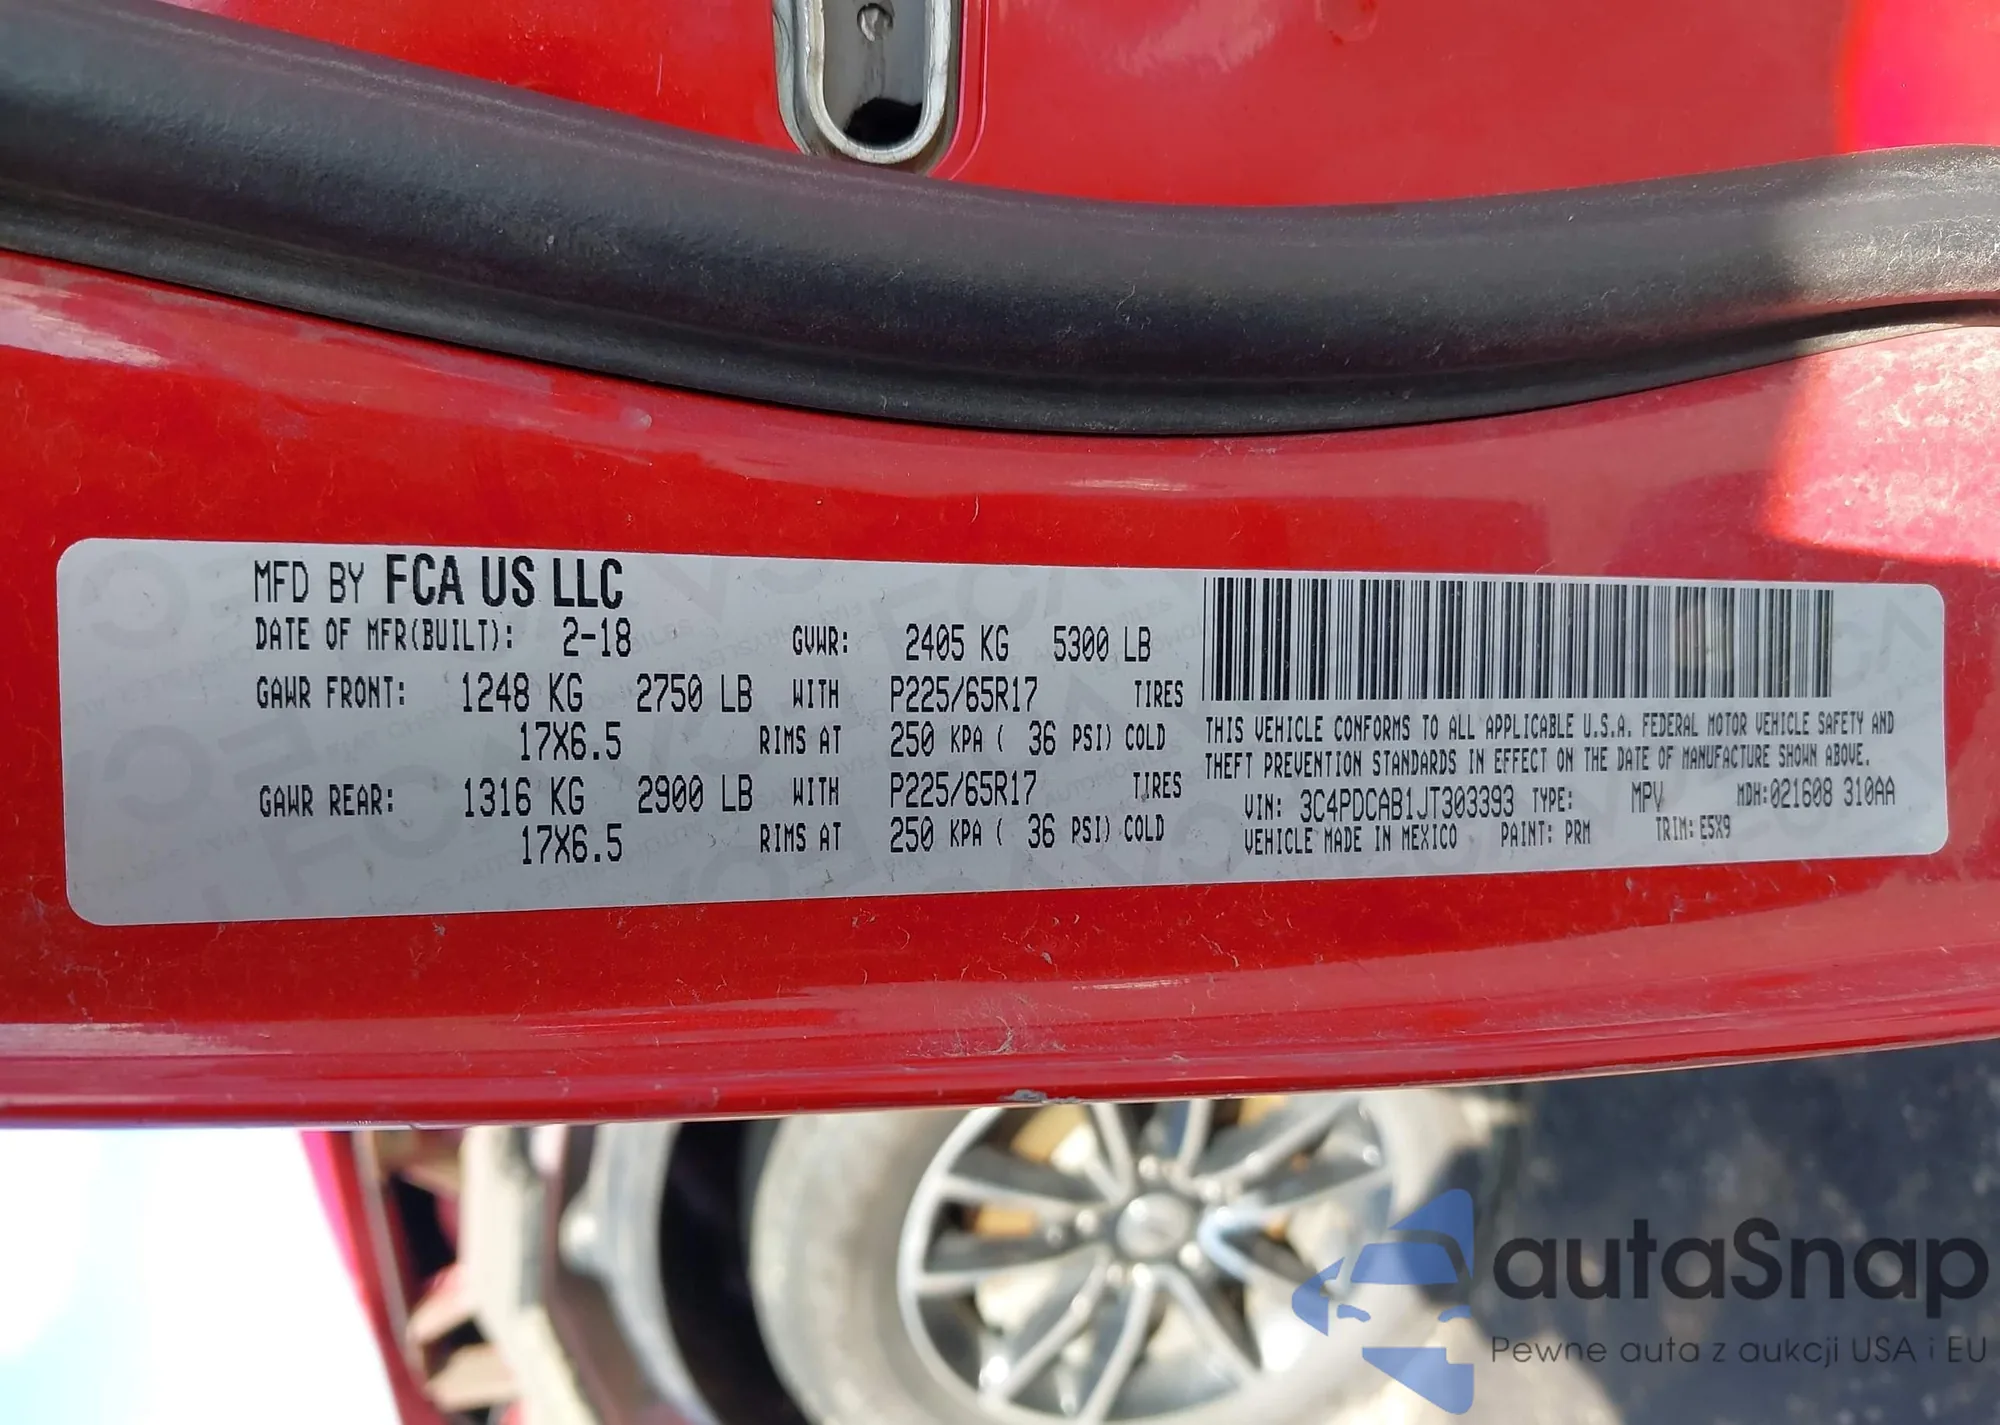 MFD BY FCA US LLC
DATE OF MFR(BUILT): 2-18 GVWR: 2405 KG 5300 LB
GAWR FRONT: 1248 KG 2750 LB WITH P225/65R17 TIRES
17X6.5 RIMS AT 250 KPA ( 36 PSI) COLD
GAWR REAR: 1316 KG 2900 LB WITH P225/65R17 TIRES
17X6.5 RIMS AT 250 KPA ( 36 PSI) COLD
THIS VEHICLE CONFORMS TO ALL APPLICABLE U.S.A. FEDERAL MOTOR VEHICLE SAFETY AND
THEFT PREVENTION STANDARDS IN EFFECT ON THE DATE OF MANUFACTURE SHOWN ABOVE.
VIN: 3C4PDCAB1JT303393 TYPE: MPV MDH:021608 310AA
VEHICLE MADE IN MEXICO PAINT: PRM TRIM: E5X9
autaSnap
Pewne auta z aukcji USA i EU